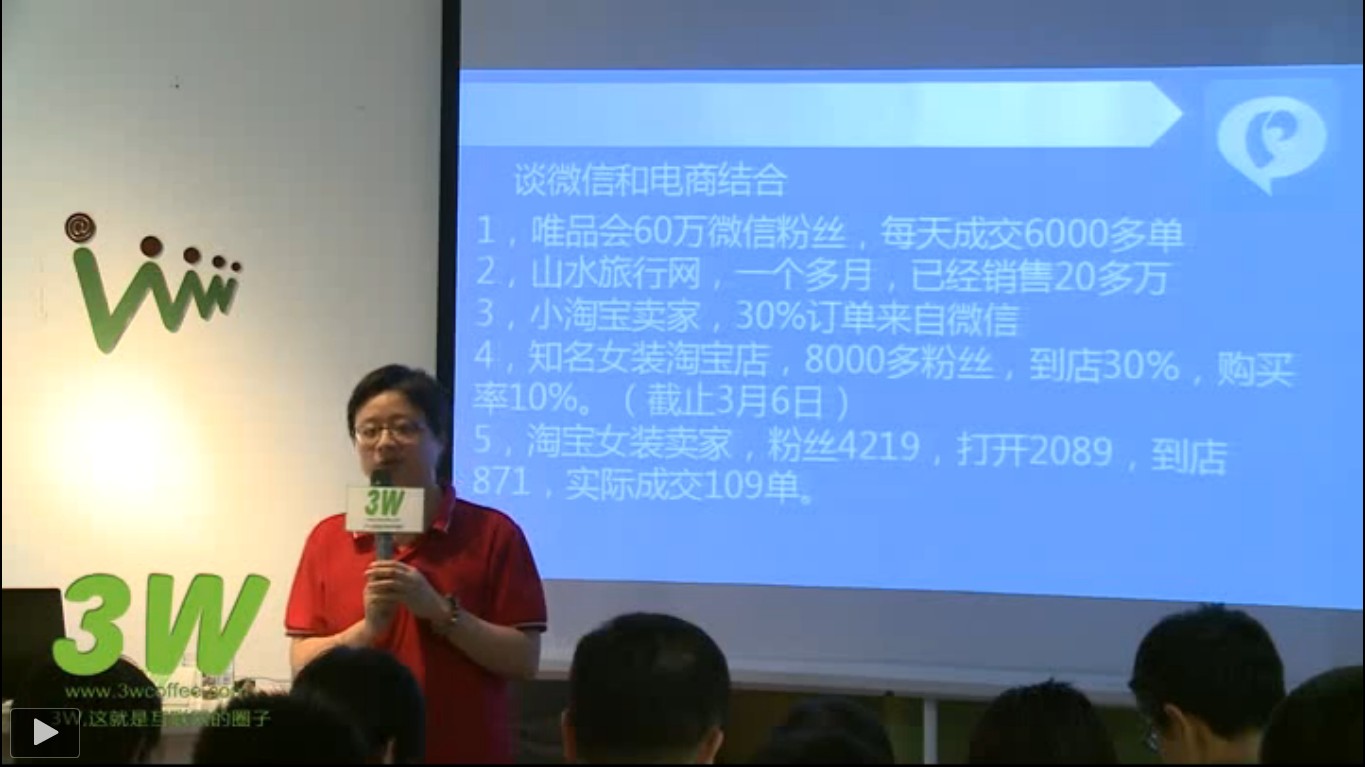 谈微信和电商结合
1，唯品会60万微信粉丝，每天成交6000多单
2，山水旅行网，一个多月，已经销售20多万
3，小淘宝卖家，30%订单来自微信
4，知名女装淘宝店，8000多粉丝，到店30%，购买
率10%。（截止3月6日）
5，淘宝女装卖家，粉丝4219，打开2089，到店
871，实际成交109单。
@
3W
3W
www.3wcoffee.com
3W,这就是互联网的圈子